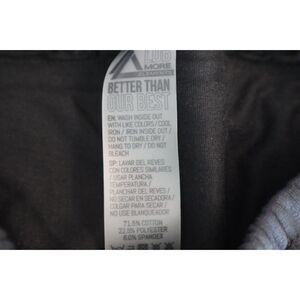 MORE
BETTER THAN
OUR BEST
EN: WASH INSIDE OUT
WITH LIKE COLORS / COOL
IRON / IRON INSIDE OUT /
DO NOT TUMBLE DRY /
HANG TO DRY / DO NOT
BLEACH
SP: LAVAR DEL REVES
CON COLORES SIMILARES
/ USAR PLANCHA
TEMPERATURA /
PLANCHAR DEL REVES /
NO SECAR EN SECADORA /
COLGAR PARA SECAR /
NO USAR BLANQUEADOR
71.5% COTTON
22.5% POLYESTER
6.0% SPANDEX